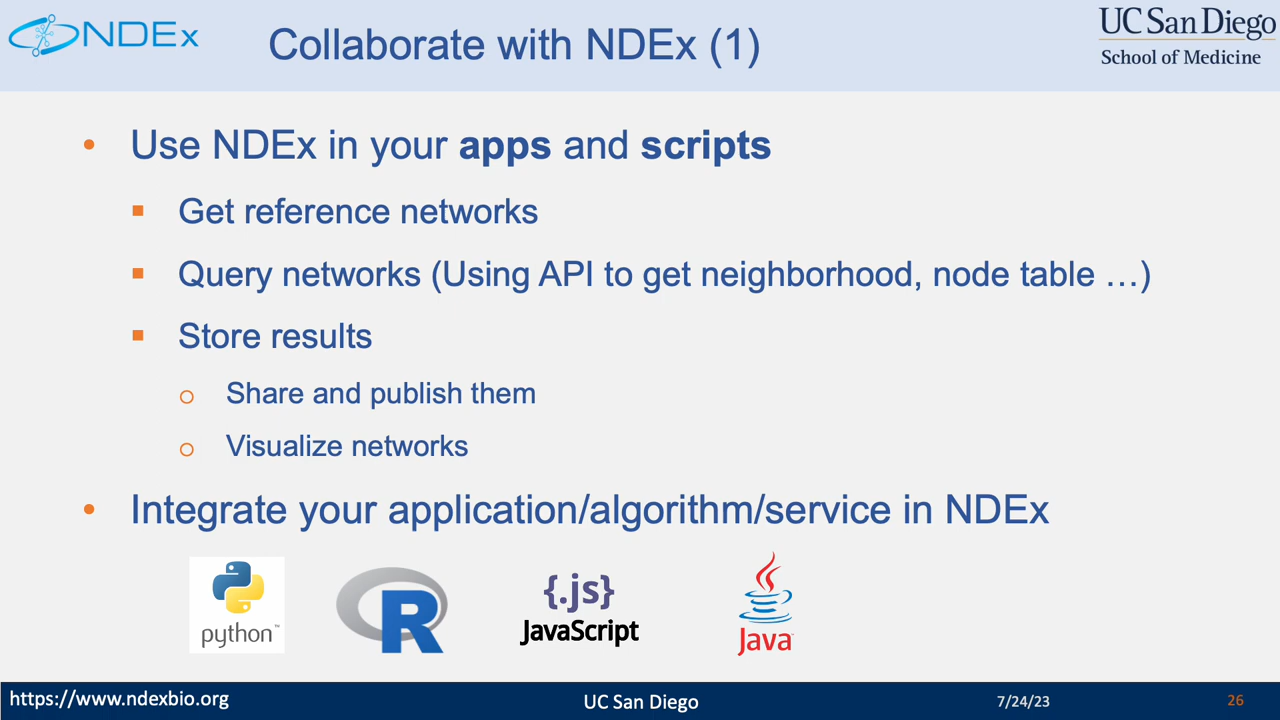 NDEx
Collaborate with NDEx (1)
UC San Diego
School of Medicine
• Use NDEx in your apps and scripts
▪ Get reference networks
▪ Query networks (Using API to get neighborhood, node table …)
▪ Store results
o Share and publish them
o Visualize networks
• Integrate your application/algorithm/service in NDEx
python™
R
{.js}
JavaScript
Java
https://www.ndexbio.org
UC San Diego
7/24/23
26